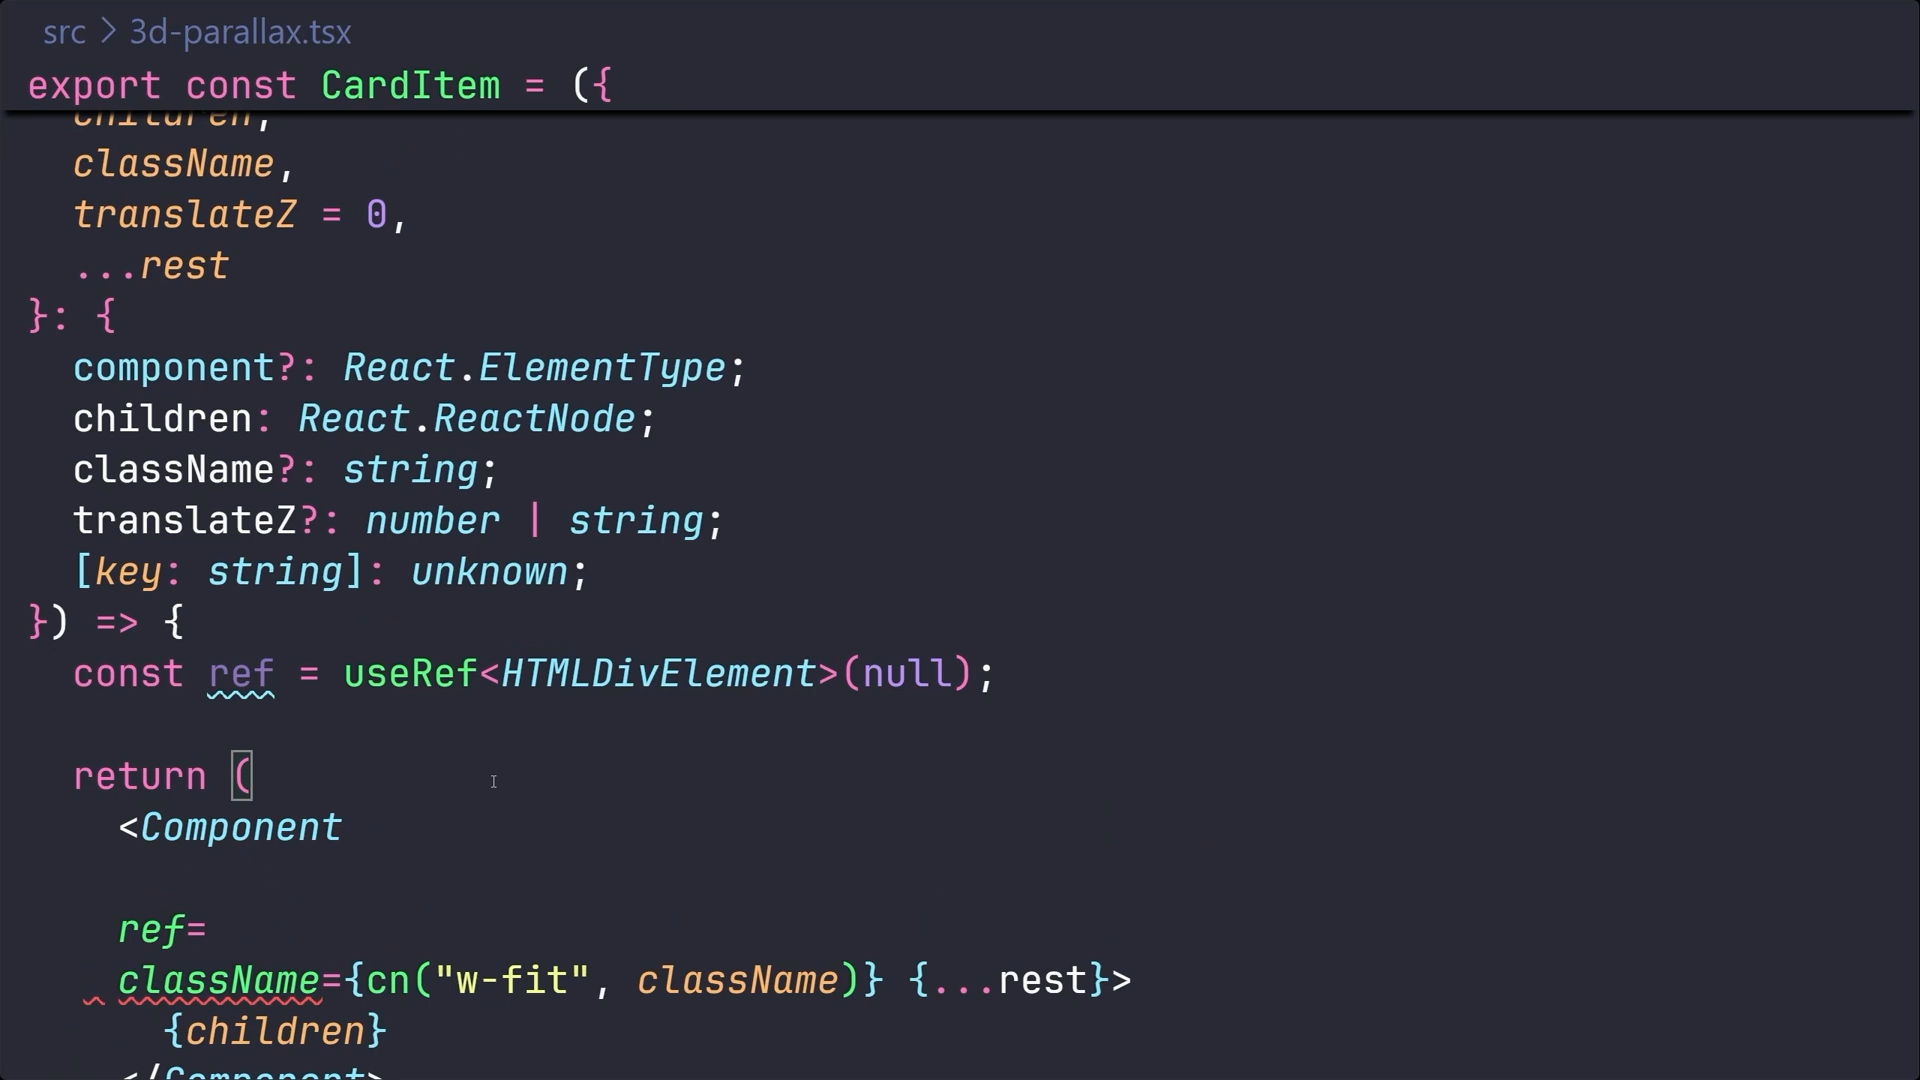 src > 3d-parallax.tsx
export const CardItem = ({
children,
className,
translateZ = 0,
...rest
}: {
component?: React.ElementType;
children: React.ReactNode;
className?: string;
translateZ?: number | string;
[key: string]: unknown;
}) => {
const ref = useRef<HTMLDivElement>(null);
return (
<Component
ref=
className={cn("w-fit", className)} {...rest}>
{children}
</Component>